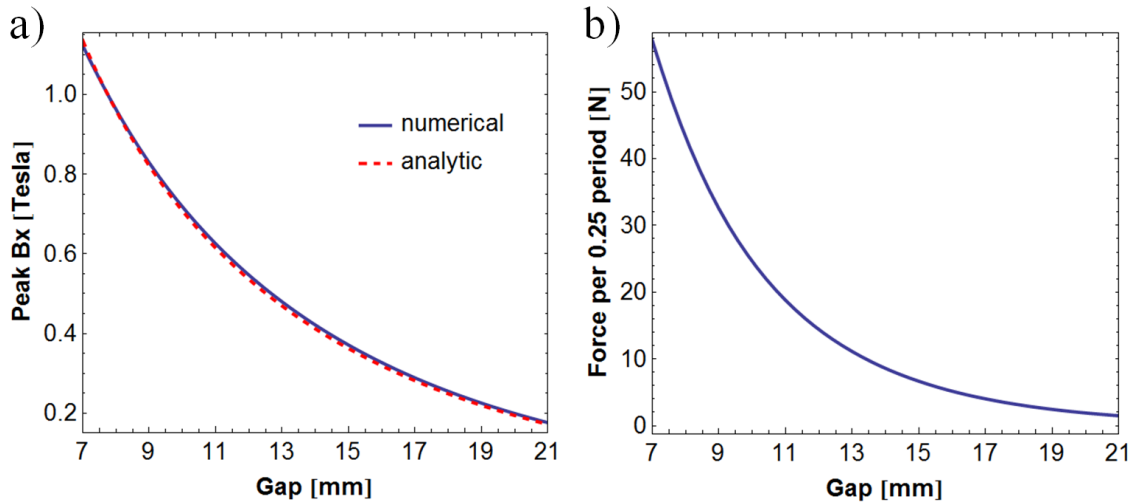 a)
Peak Bx [Tesla]
1.0
0.8
0.6
0.4
0.2
numerical
analytic
7 9 11 13 15 17 19 21
Gap [mm]
b)
Force per 0.25 period [N]
50
40
30
20
10
0
7 9 11 13 15 17 19 21
Gap [mm]